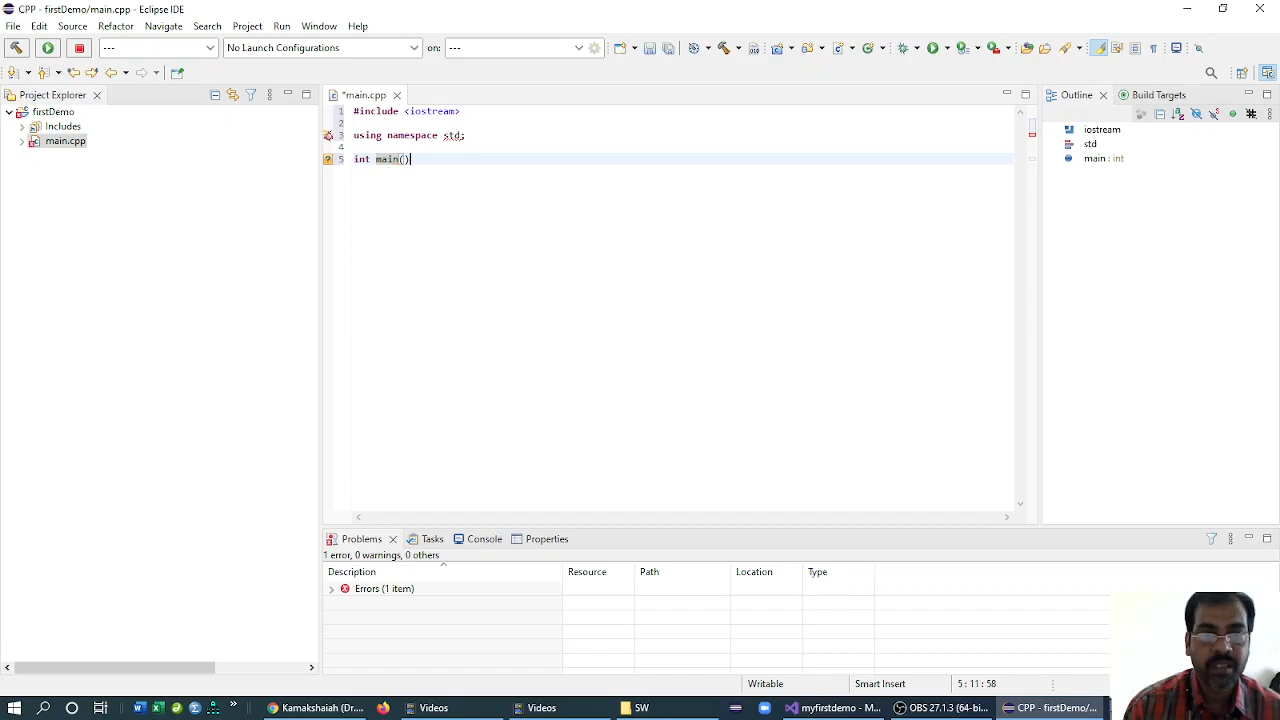 CPP - firstDemo/main.cpp - Eclipse IDE
File Edit Source Refactor Navigate Search Project Run Window Help
--- No Launch Configurations on: ---
Project Explorer
firstDemo
Includes
main.cpp
*main.cpp
1 #include <iostream>
2
3 using namespace std;
4
5 int main()
Outline Build Targets
iostream
std
main : int
Problems Tasks Console Properties
1 error, 0 warnings, 0 others
Description Resource Path Location Type
Errors (1 item)
Writable Smart Insert 5 : 11 : 58
Kamakshaiah (Dr... Videos Videos SW myfirstdemo - M... OBS 27.1.3 (64-bi... CPP - firstDemo/...